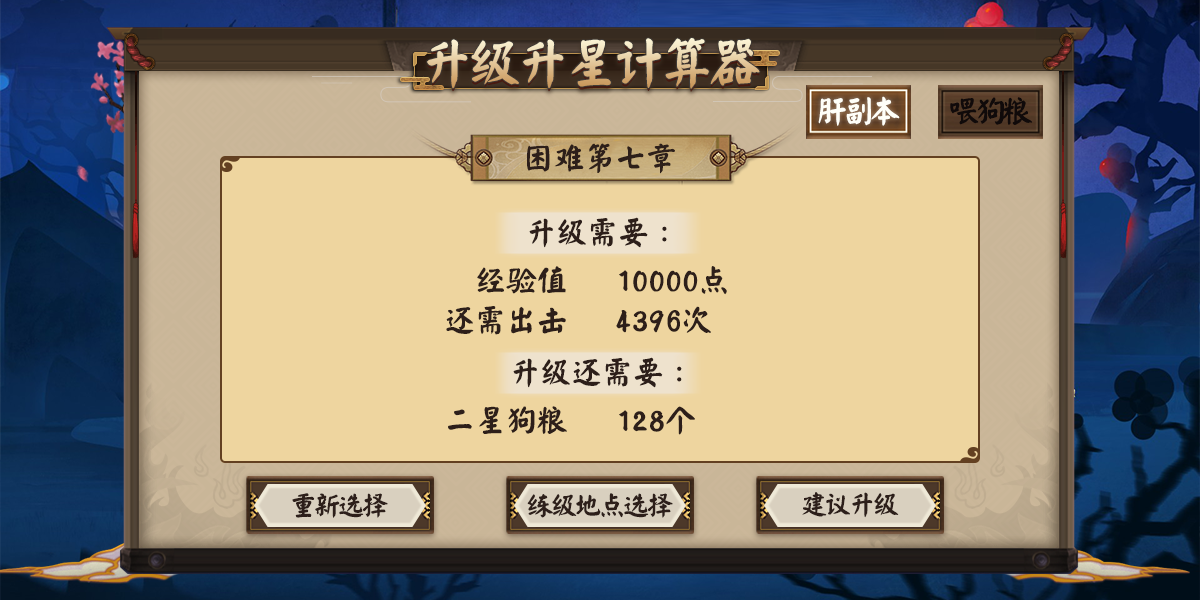 升级升星计算器
肝副本
喂狗粮
困难第七章
升级需要：
经验值 10000点
还需出击 4396次
升级还需要：
二星狗粮 128个
重新选择
练级地点选择
建议升级